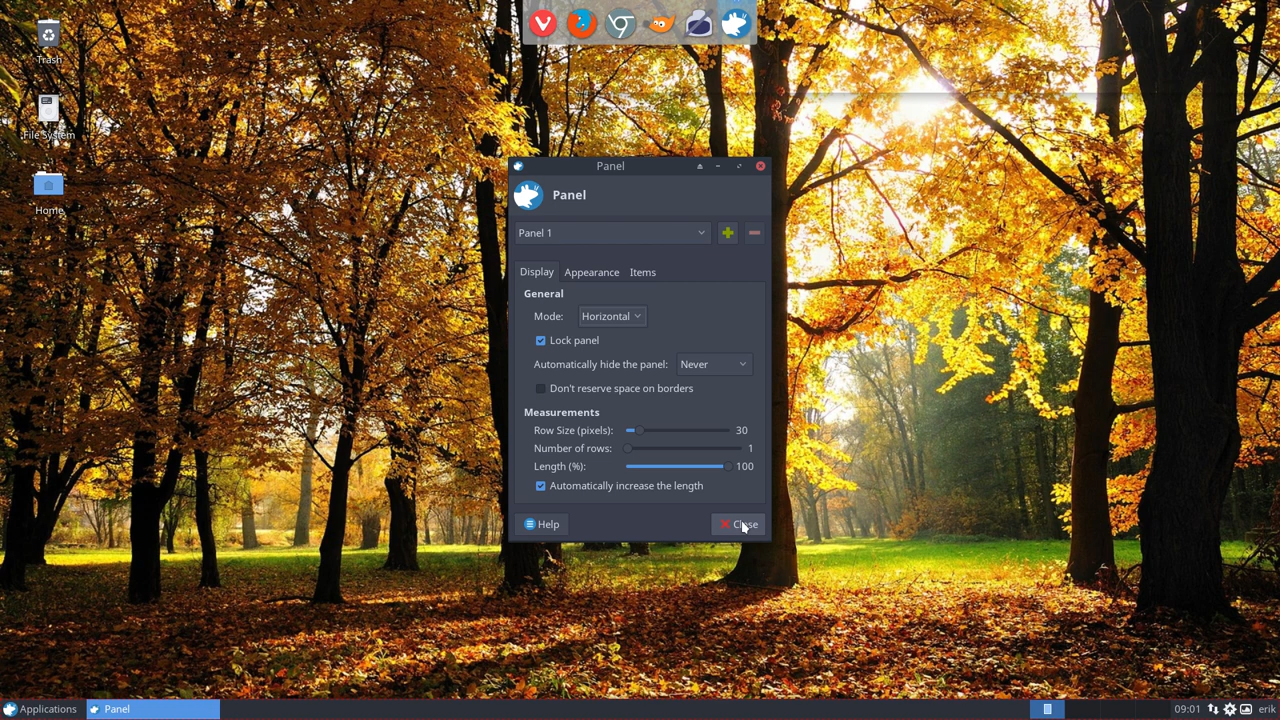 Trash
File System
Home
Panel
Panel
Panel 1
Display Appearance Items
General
Mode: Horizontal
Lock panel
Automatically hide the panel: Never
Don't reserve space on borders
Measurements
Row Size (pixels): 30
Number of rows: 1
Length (%): 100
Automatically increase the length
Help Close
Applications Panel 09:01 erik